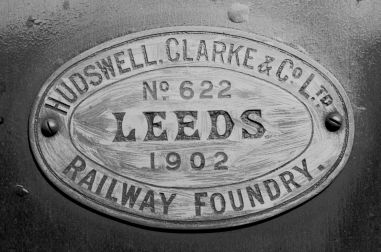 HUDSWELL, CLARKE & Co. LTD
No 622
LEEDS.
1902
RAILWAY FOUNDRY.